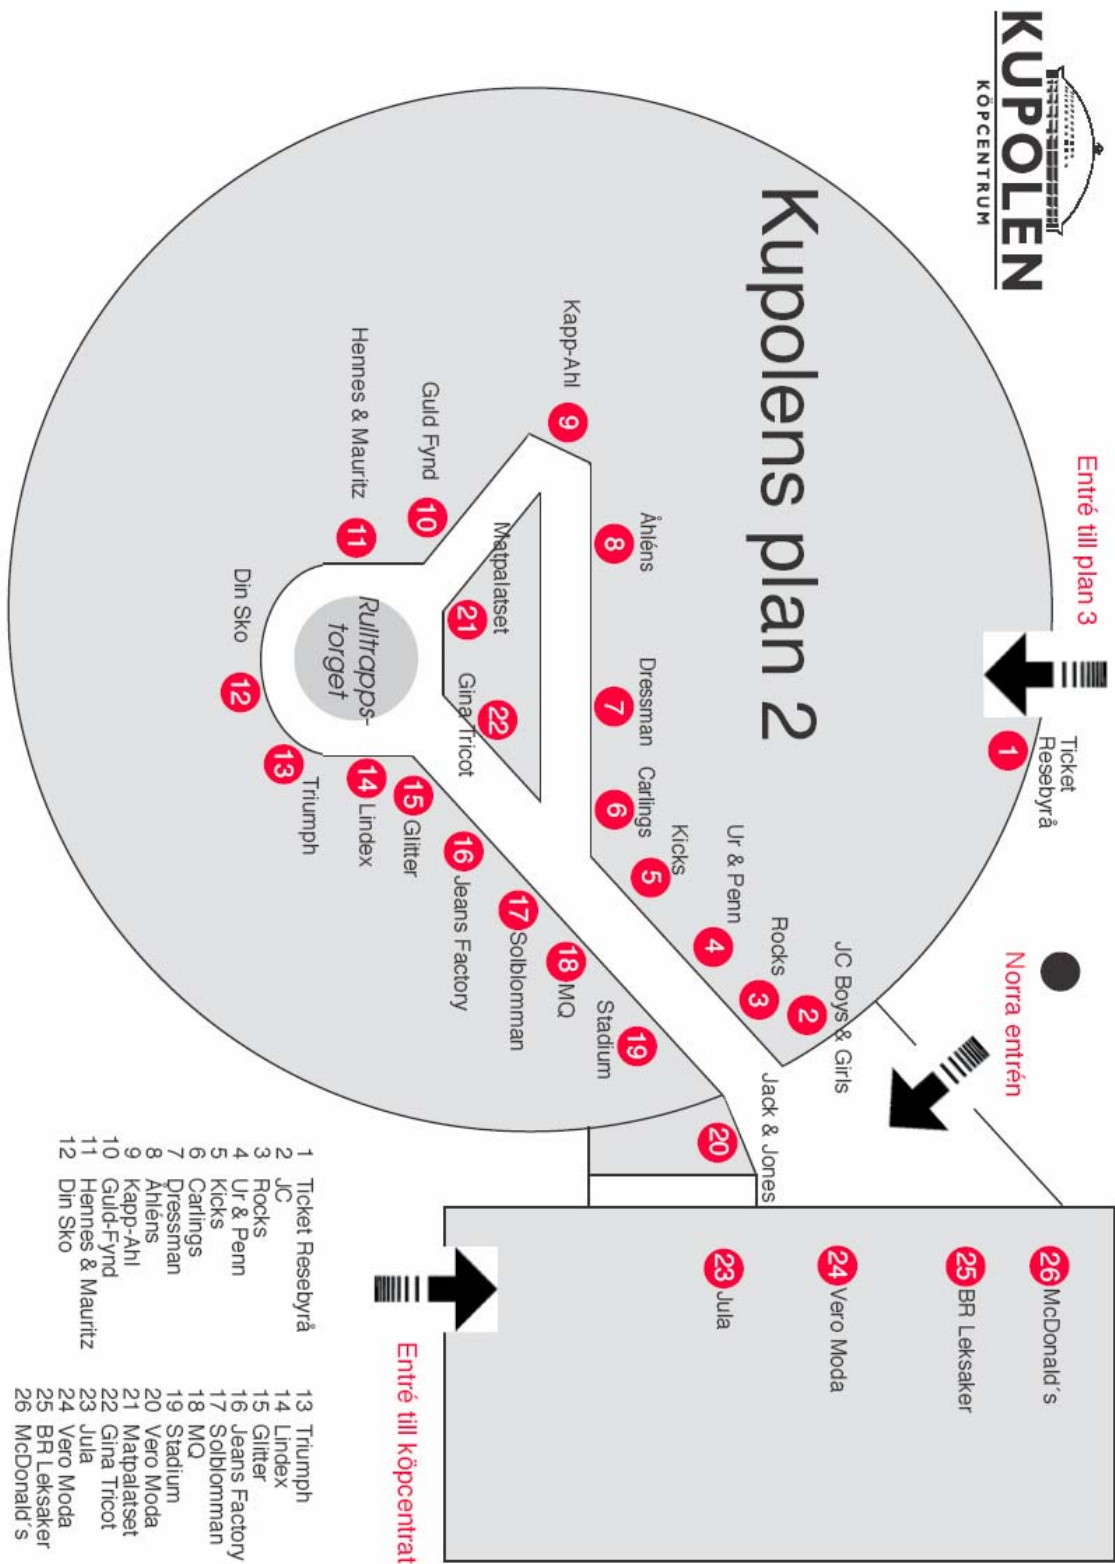 KUPOLEN
KÖPCENTRUM
Kupolens plan 2
Entré till plan 3
Ticket
Resebyrå
1
Norra entrén
JC Boys & Girls
2
Rocks
3
Ur & Penn
4
Kicks
5
Carlings
6
Dressman
7
Åhléns
8
Kapp-Ahl
9
Guld Fynd
10
Hennes & Mauritz
11
Din Sko
12
13 Triumph
14 Lindex
15 Glitter
16 Jeans Factory
17 Solblomman
18 MQ
Stadium
19
Jack & Jones
20
Matpalatset
21
Gina Tricot
22
Rulltrapps-
torget
23 Jula
24 Vero Moda
25 BR Leksaker
26 McDonald´s
Entré till köpcentrat
1 Ticket Resebyrå
2 JC
3 Rocks
4 Ur & Penn
5 Kicks
6 Carlings
7 Dressman
8 Åhléns
9 Kapp-Ahl
10 Guld-Fynd
11 Hennes & Mauritz
12 Din Sko
13 Triumph
14 Lindex
15 Glitter
16 Jeans Factory
17 Solblomman
18 MQ
19 Stadium
20 Vero Moda
21 Matpalatset
22 Gina Tricot
23 Jula
24 Vero Moda
25 BR Leksaker
26 McDonald´s